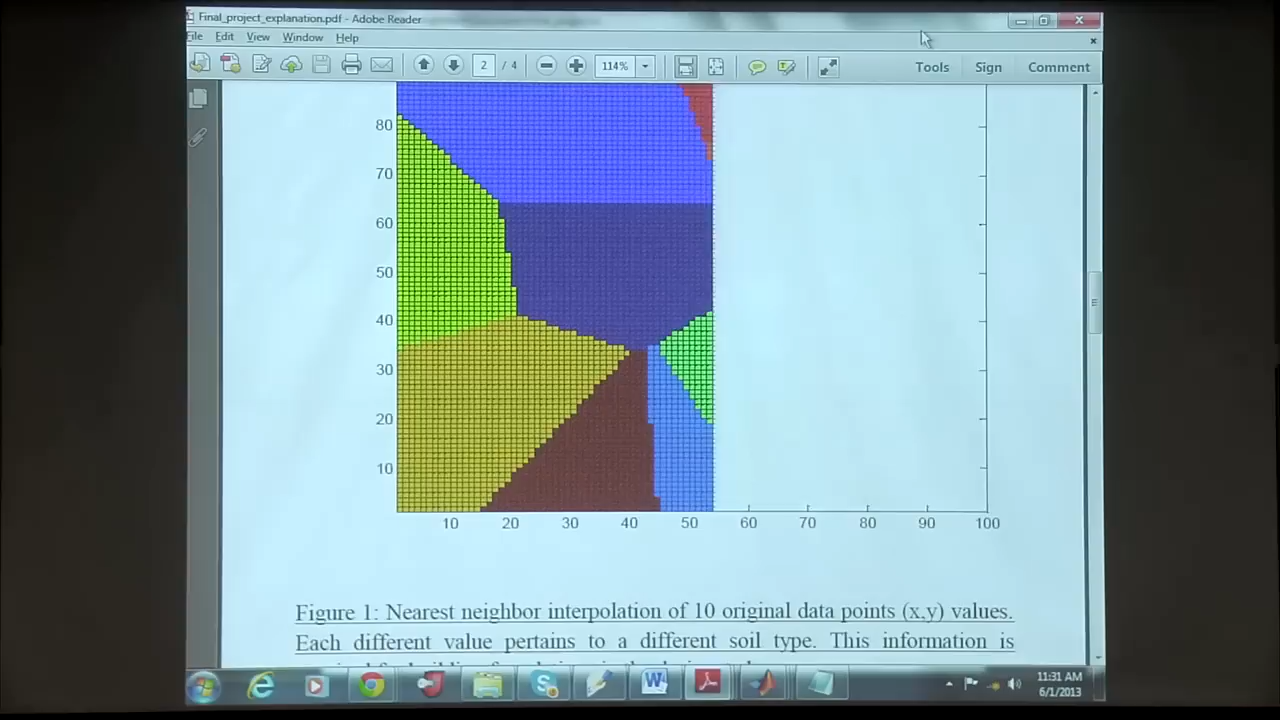 Final_project_explanation.pdf - Adobe Reader
File Edit View Window Help
2 / 4 114% Tools Sign Comment
80
70
60
50
40
30
20
10
10 20 30 40 50 60 70 80 90 100
Figure 1: Nearest neighbor interpolation of 10 original data points (x,y) values.
Each different value pertains to a different soil type. This information is
11:31 AM
6/1/2013